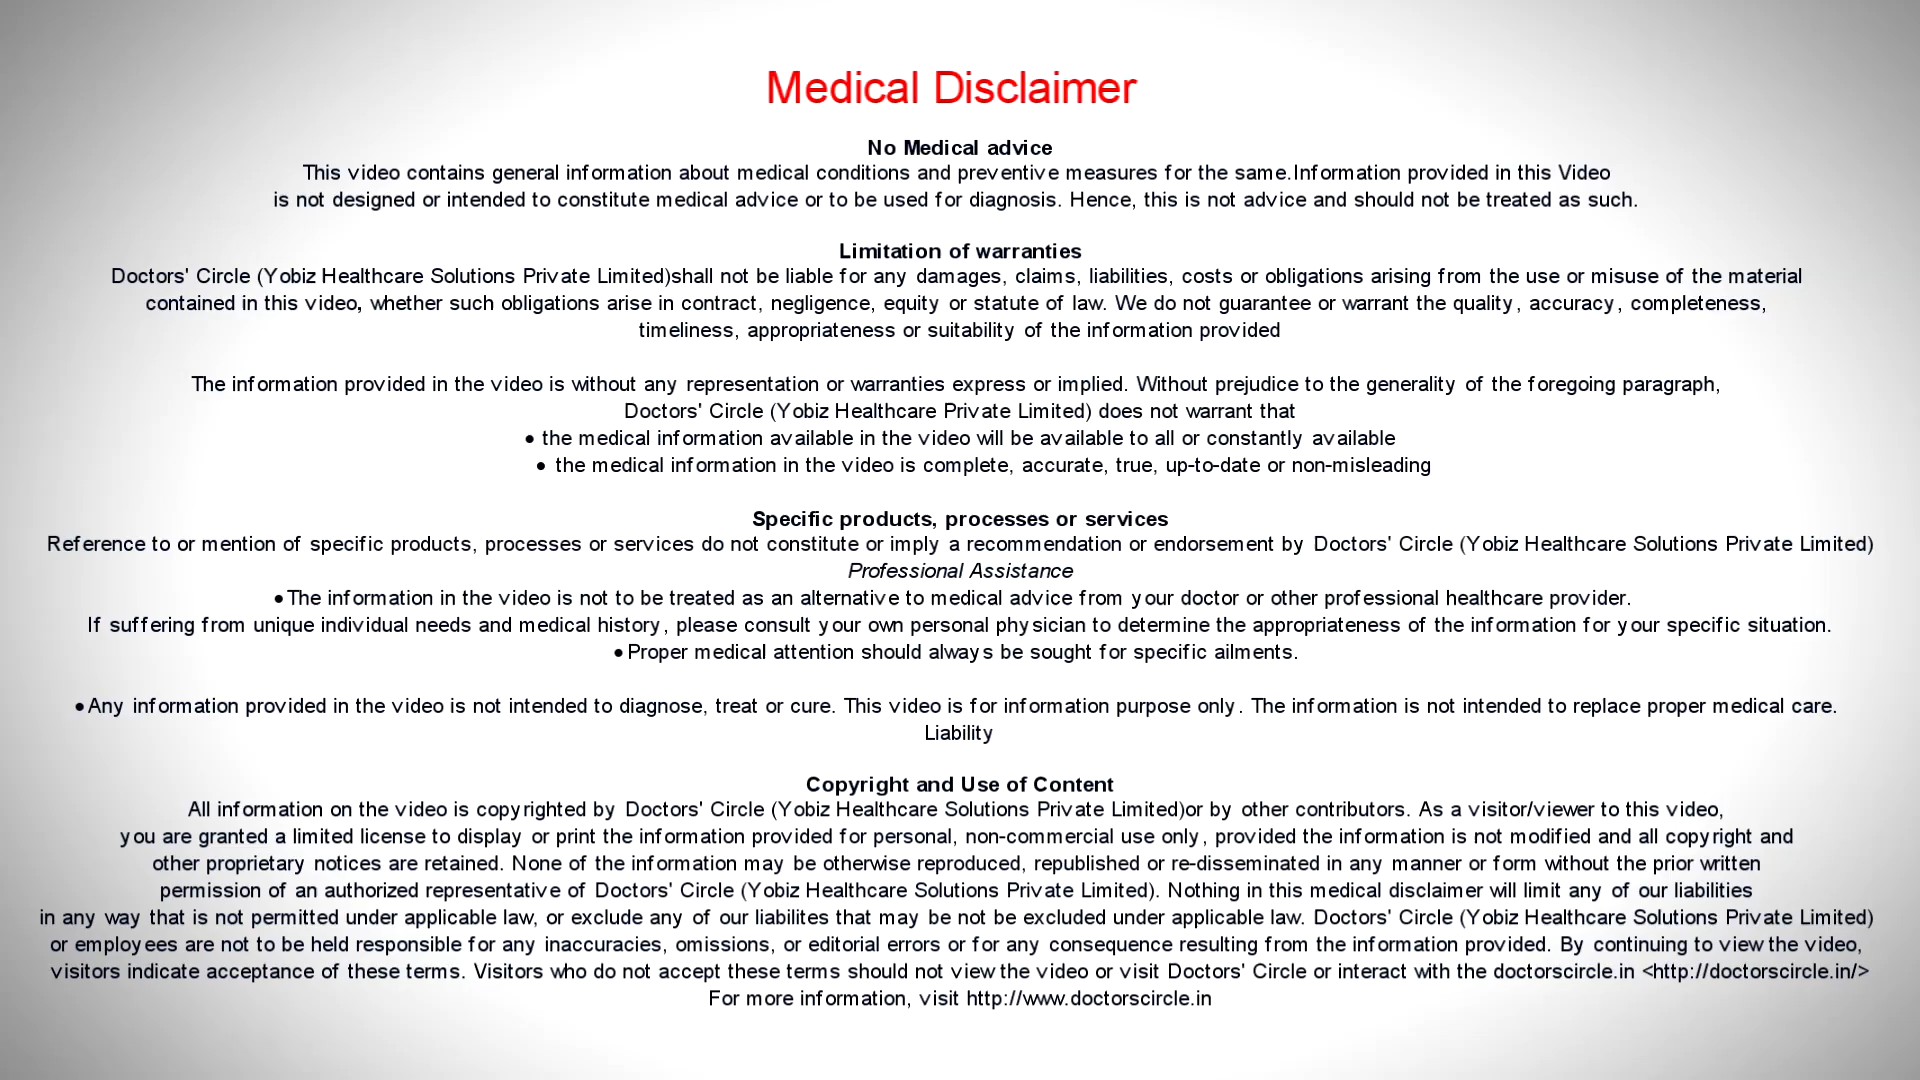 Medical Disclaimer
No Medical advice
This video contains general information about medical conditions and preventive measures for the same.Information provided in this Video
is not designed or intended to constitute medical advice or to be used for diagnosis. Hence, this is not advice and should not be treated as such.
Limitation of warranties
Doctors' Circle (Yobiz Healthcare Solutions Private Limited)shall not be liable for any damages, claims, liabilities, costs or obligations arising from the use or misuse of the material
contained in this video, whether such obligations arise in contract, negligence, equity or statute of law. We do not guarantee or warrant the quality, accuracy, completeness,
timeliness, appropriateness or suitability of the information provided
The information provided in the video is without any representation or warranties express or implied. Without prejudice to the generality of the foregoing paragraph,
Doctors' Circle (Yobiz Healthcare Private Limited) does not warrant that
• the medical information available in the video will be available to all or constantly available
• the medical information in the video is complete, accurate, true, up-to-date or non-misleading
Specific products, processes or services
Reference to or mention of specific products, processes or services do not constitute or imply a recommendation or endorsement by Doctors' Circle (Yobiz Healthcare Solutions Private Limited)
Professional Assistance
•The information in the video is not to be treated as an alternative to medical advice from your doctor or other professional healthcare provider.
If suffering from unique individual needs and medical history, please consult your own personal physician to determine the appropriateness of the information for your specific situation.
•Proper medical attention should always be sought for specific ailments.
•Any information provided in the video is not intended to diagnose, treat or cure. This video is for information purpose only. The information is not intended to replace proper medical care.
Liability
Copyright and Use of Content
All information on the video is copyrighted by Doctors' Circle (Yobiz Healthcare Solutions Private Limited)or by other contributors. As a visitor/viewer to this video,
you are granted a limited license to display or print the information provided for personal, non-commercial use only, provided the information is not modified and all copyright and
other proprietary notices are retained. None of the information may be otherwise reproduced, republished or re-disseminated in any manner or form without the prior written
permission of an authorized representative of Doctors' Circle (Yobiz Healthcare Solutions Private Limited). Nothing in this medical disclaimer will limit any of our liabilities
in any way that is not permitted under applicable law, or exclude any of our liabilites that may be not be excluded under applicable law. Doctors' Circle (Yobiz Healthcare Solutions Private Limited)
or employees are not to be held responsible for any inaccuracies, omissions, or editorial errors or for any consequence resulting from the information provided. By continuing to view the video,
visitors indicate acceptance of these terms. Visitors who do not accept these terms should not view the video or visit Doctors' Circle or interact with the doctorscircle.in <http://doctorscircle.in/>
For more information, visit http://www.doctorscircle.in